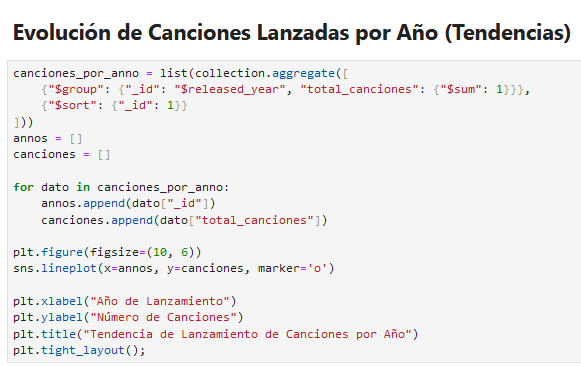 Evolución de Canciones Lanzadas por Año (Tendencias)
canciones_por_anno = list(collection.aggregate([
    {"$group": {"_id": "$released_year", "total_canciones": {"$sum": 1}}},
    {"$sort": {"_id": 1}}
]))
annos = []
canciones = []

for dato in canciones_por_anno:
    annos.append(dato["_id"])
    canciones.append(dato["total_canciones"])

plt.figure(figsize=(10, 6))
sns.lineplot(x=annos, y=canciones, marker='o')

plt.xlabel("Año de Lanzamiento")
plt.ylabel("Número de Canciones")
plt.title("Tendencia de Lanzamiento de Canciones por Año")
plt.tight_layout();